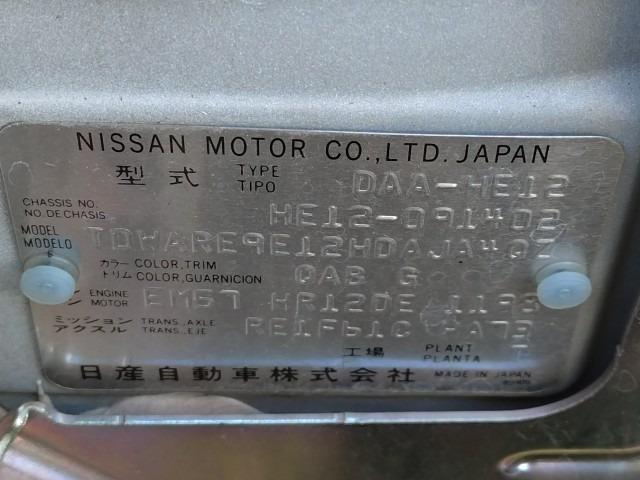 NISSAN MOTOR CO.,LTD. JAPAN
型式 TYPE TIPO DAA-HE12
CHASSIS NO. NO. DE CHASIS HE12-091402
MODEL MODELO
カラー トリム COLOR, TRIM COLOR, GUARNICION QAB G
ENGINE MOTOR EM57 HR12DE 1198
ミッション アクスル TRANS., AXLE TRANS., EJE RE1F61C
工場 PLANT PLANTA
日産自動車株式会社 MADE IN JAPAN